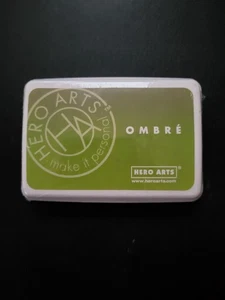 HERO ARTS®
HA
make it personal
OMBRÉ
HERO ARTS®
www.heroarts.com